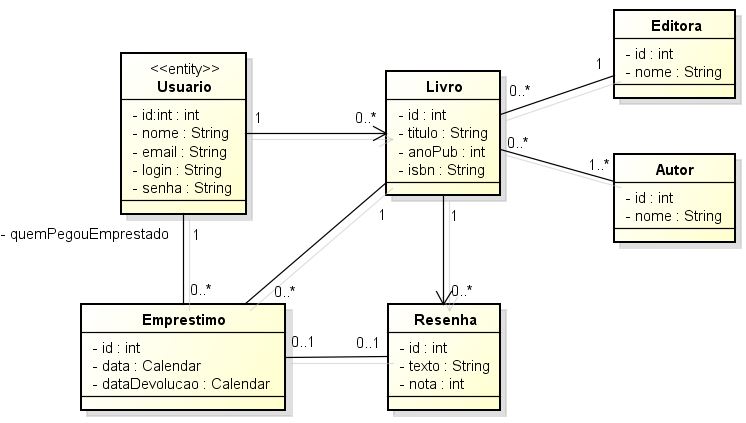 <<entity>>
Usuario
- id:int : int
- nome : String
- email : String
- login : String
- senha : String
1
0..*
Livro
- id : int
- titulo : String
- anoPub : int
- isbn : String
0..*
1
Editora
- id : int
- nome : String
0..*
1..*
Autor
- id : int
- nome : String
- quemPegouEmprestado
1
0..*
1
0..*
1
0..*
Emprestimo
- id : int
- data : Calendar
- dataDevolucao : Calendar
0..1
0..1
Resenha
- id : int
- texto : String
- nota : int